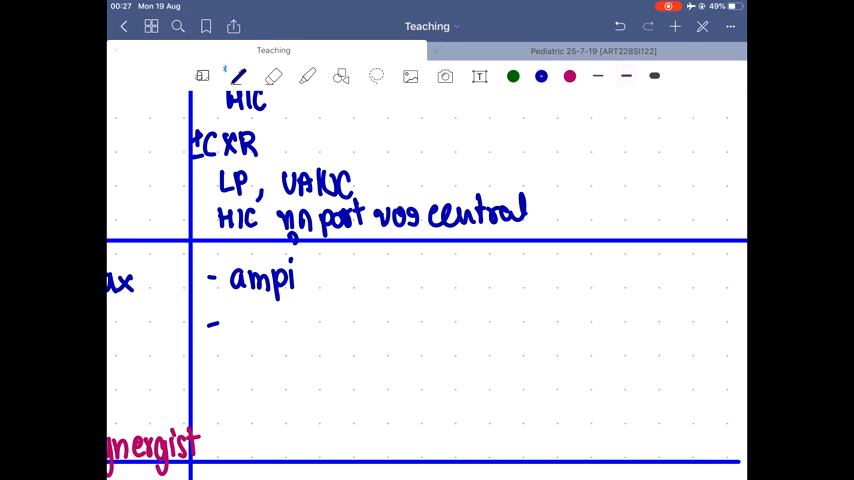 00:27 Mon 19 Aug
49%
Teaching
Teaching
Pediatric 25-7-19 [ART228SI122]
T
H/C
± CXR
LP, UA/UC
H/C ทุก port ของ central
ax
- ampi
-
ynergist